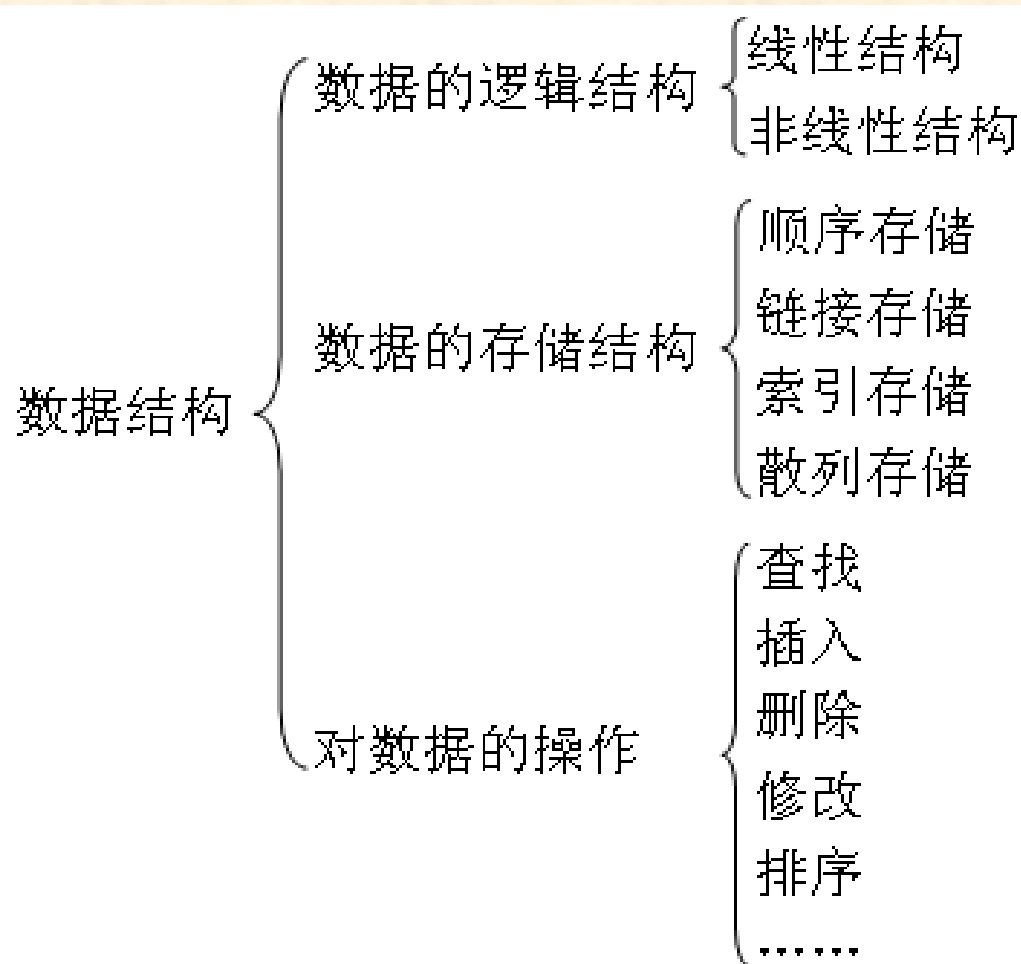 数据结构
数据的逻辑结构
线性结构
非线性结构
数据的存储结构
顺序存储
链接存储
索引存储
散列存储
对数据的操作
查找
插入
删除
修改
排序
……